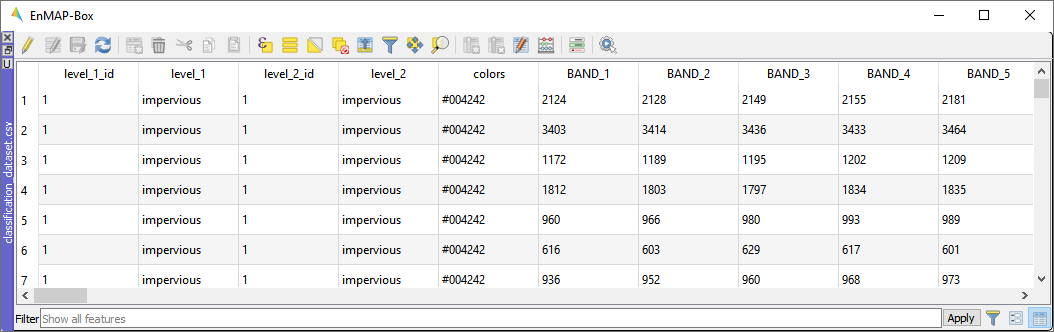 EnMAP-Box
U
classification_dataset.csv
level_1_id level_1 level_2_id level_2 colors BAND_1 BAND_2 BAND_3 BAND_4 BAND_5
1 1 impervious 1 impervious #004242 2124 2128 2149 2155 2181
2 1 impervious 1 impervious #004242 3403 3414 3436 3433 3464
3 1 impervious 1 impervious #004242 1172 1189 1195 1202 1209
4 1 impervious 1 impervious #004242 1812 1803 1797 1834 1835
5 1 impervious 1 impervious #004242 960 966 980 993 989
6 1 impervious 1 impervious #004242 616 603 629 617 601
7 1 impervious 1 impervious #004242 936 952 960 968 973
Filter Show all features Apply